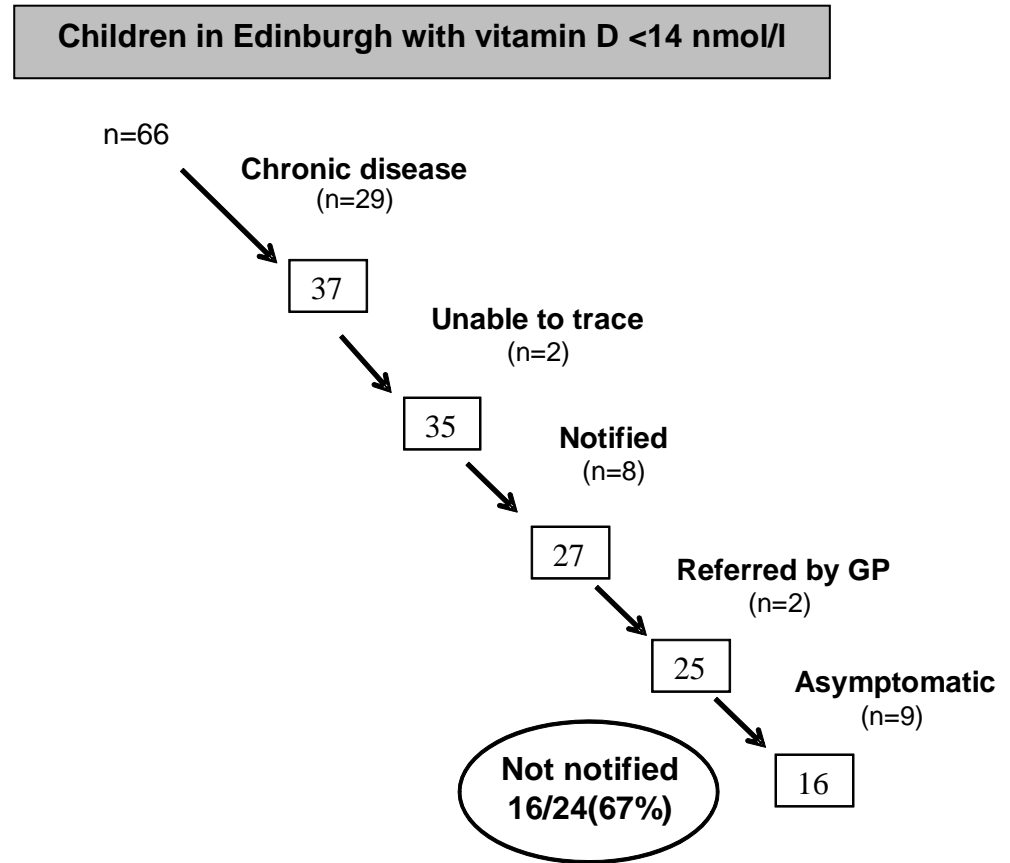 Children in Edinburgh with vitamin D <14 nmol/l
n=66
Chronic disease
(n=29)
37
Unable to trace
(n=2)
35
Notified
(n=8)
27
Referred by GP
(n=2)
25
Asymptomatic
(n=9)
16
Not notified
16/24(67%)